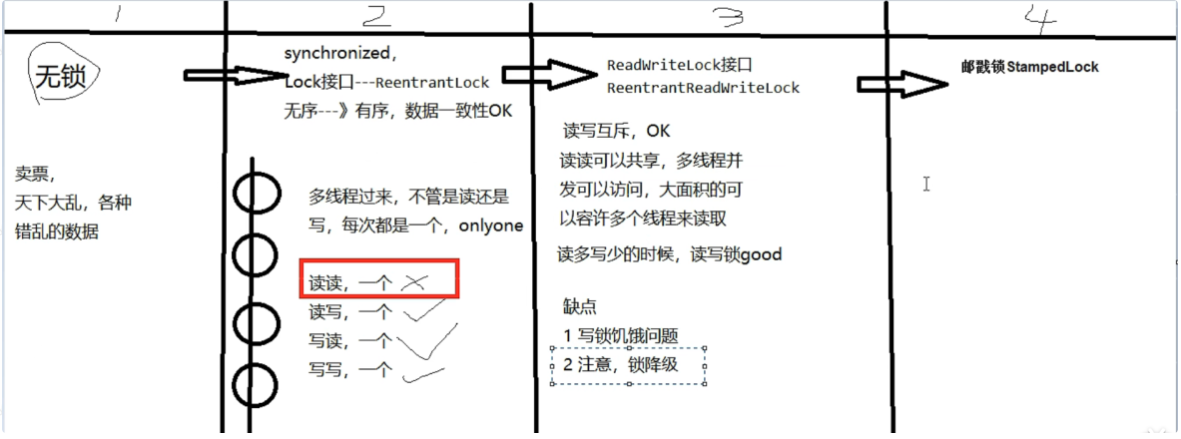 1
2
3
4
无锁
卖票，
天下大乱，各种
错乱的数据
synchronized，
Lock接口---ReentrantLock
无序---》有序，数据一致性OK
多线程过来，不管是读还是
写，每次都是一个，onlyone
读读，一个
读写，一个
写读，一个
写写，一个
ReadWriteLock接口
ReentrantReadWriteLock
读写互斥，OK
读读可以共享，多线程并
发可以访问，大面积的可
以容许多个线程来读取
读多写少的时候，读写锁good
缺点
1 写锁饥饿问题
2 注意，锁降级
邮戳锁StampedLock